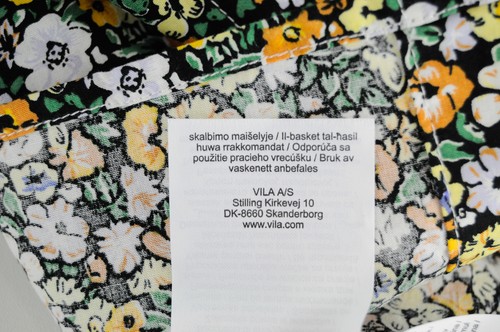 skalbimo maišelyje / Il-basket tal-ħasil
huwa rrakkomandat / Odporúča sa
použitie pracieho vrecúšku / Bruk av
vaskenett anbefales
VILA A/S
Stilling Kirkevej 10
DK-8660 Skanderborg
www.vila.com